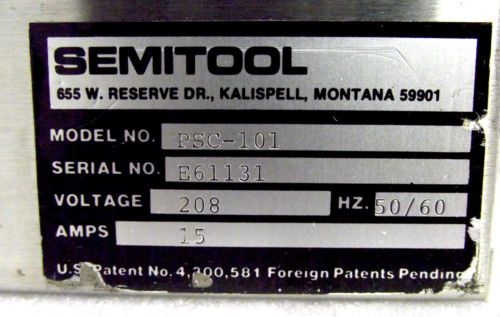 SEMITOOL
655 W. RESERVE DR., KALISPELL, MONTANA 59901
MODEL NO. PSC-101
SERIAL NO. E61131
VOLTAGE 208 HZ. 50/60
AMPS 15
U.S. Patent No. 4,300,581 Foreign Patents Pending